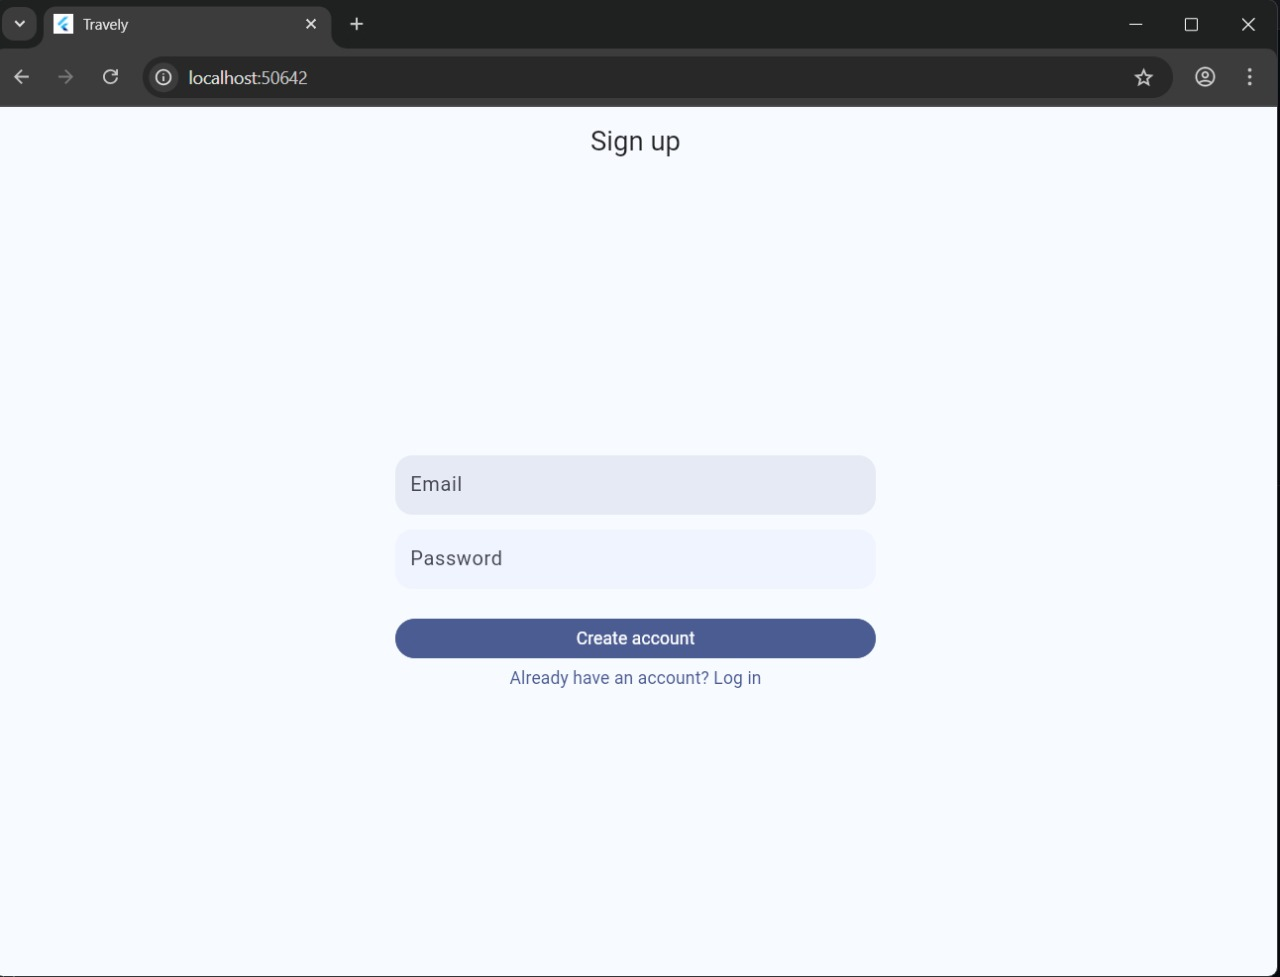 Travely
localhost:50642
Sign up
Email
Password
Create account
Already have an account? Log in